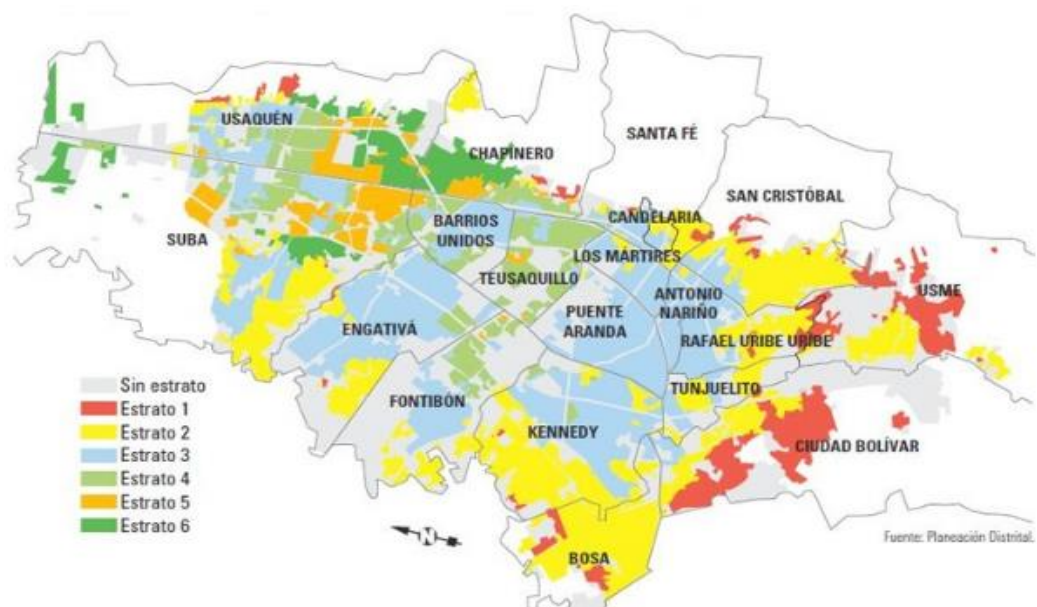 USAQUÉN
CHAPINERO
SANTA FÉ
SAN CRISTÓBAL
SUBA
BARRIOS
UNIDOS
CANDELARIA
LOS MÁRTIRES
TEUSAQUILLO
ENGATIVÁ
PUENTE
ARANDA
ANTONIO
NARIÑO
USME
RAFAEL URIBE URIBE
TUNJUELITO
FONTIBÓN
KENNEDY
CIUDAD BOLÍVAR
BOSA
Sin estrato
Estrato 1
Estrato 2
Estrato 3
Estrato 4
Estrato 5
Estrato 6
N
Fuente: Planeación Distrital.